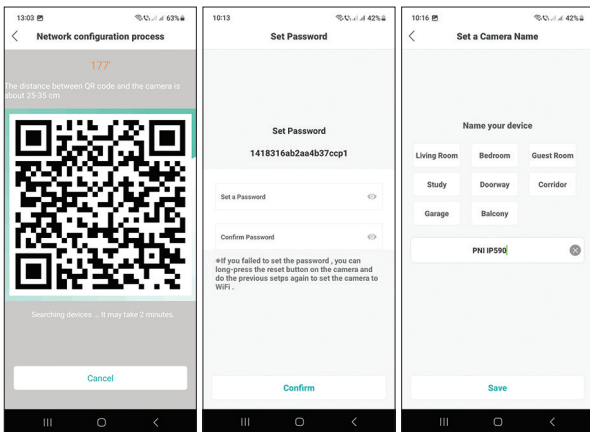 13:03
63%
Network configuration process
177'
The distance between QR code and the camera is
about 25-35 cm
Searching devices ... It may take 2 minutes.
Cancel
10:13
42%
Set Password
Set Password
1418316ab2aa4b37ccp1
Set a Password
Confirm Password
※If you failed to set the password , you can
long-press the reset button on the camera and
do the previous setps again to set the camera to
WiFi .
Confirm
10:16
42%
Set a Camera Name
Name your device
Living Room
Bedroom
Guest Room
Study
Doorway
Corridor
Garage
Balcony
PNI IP590
Save